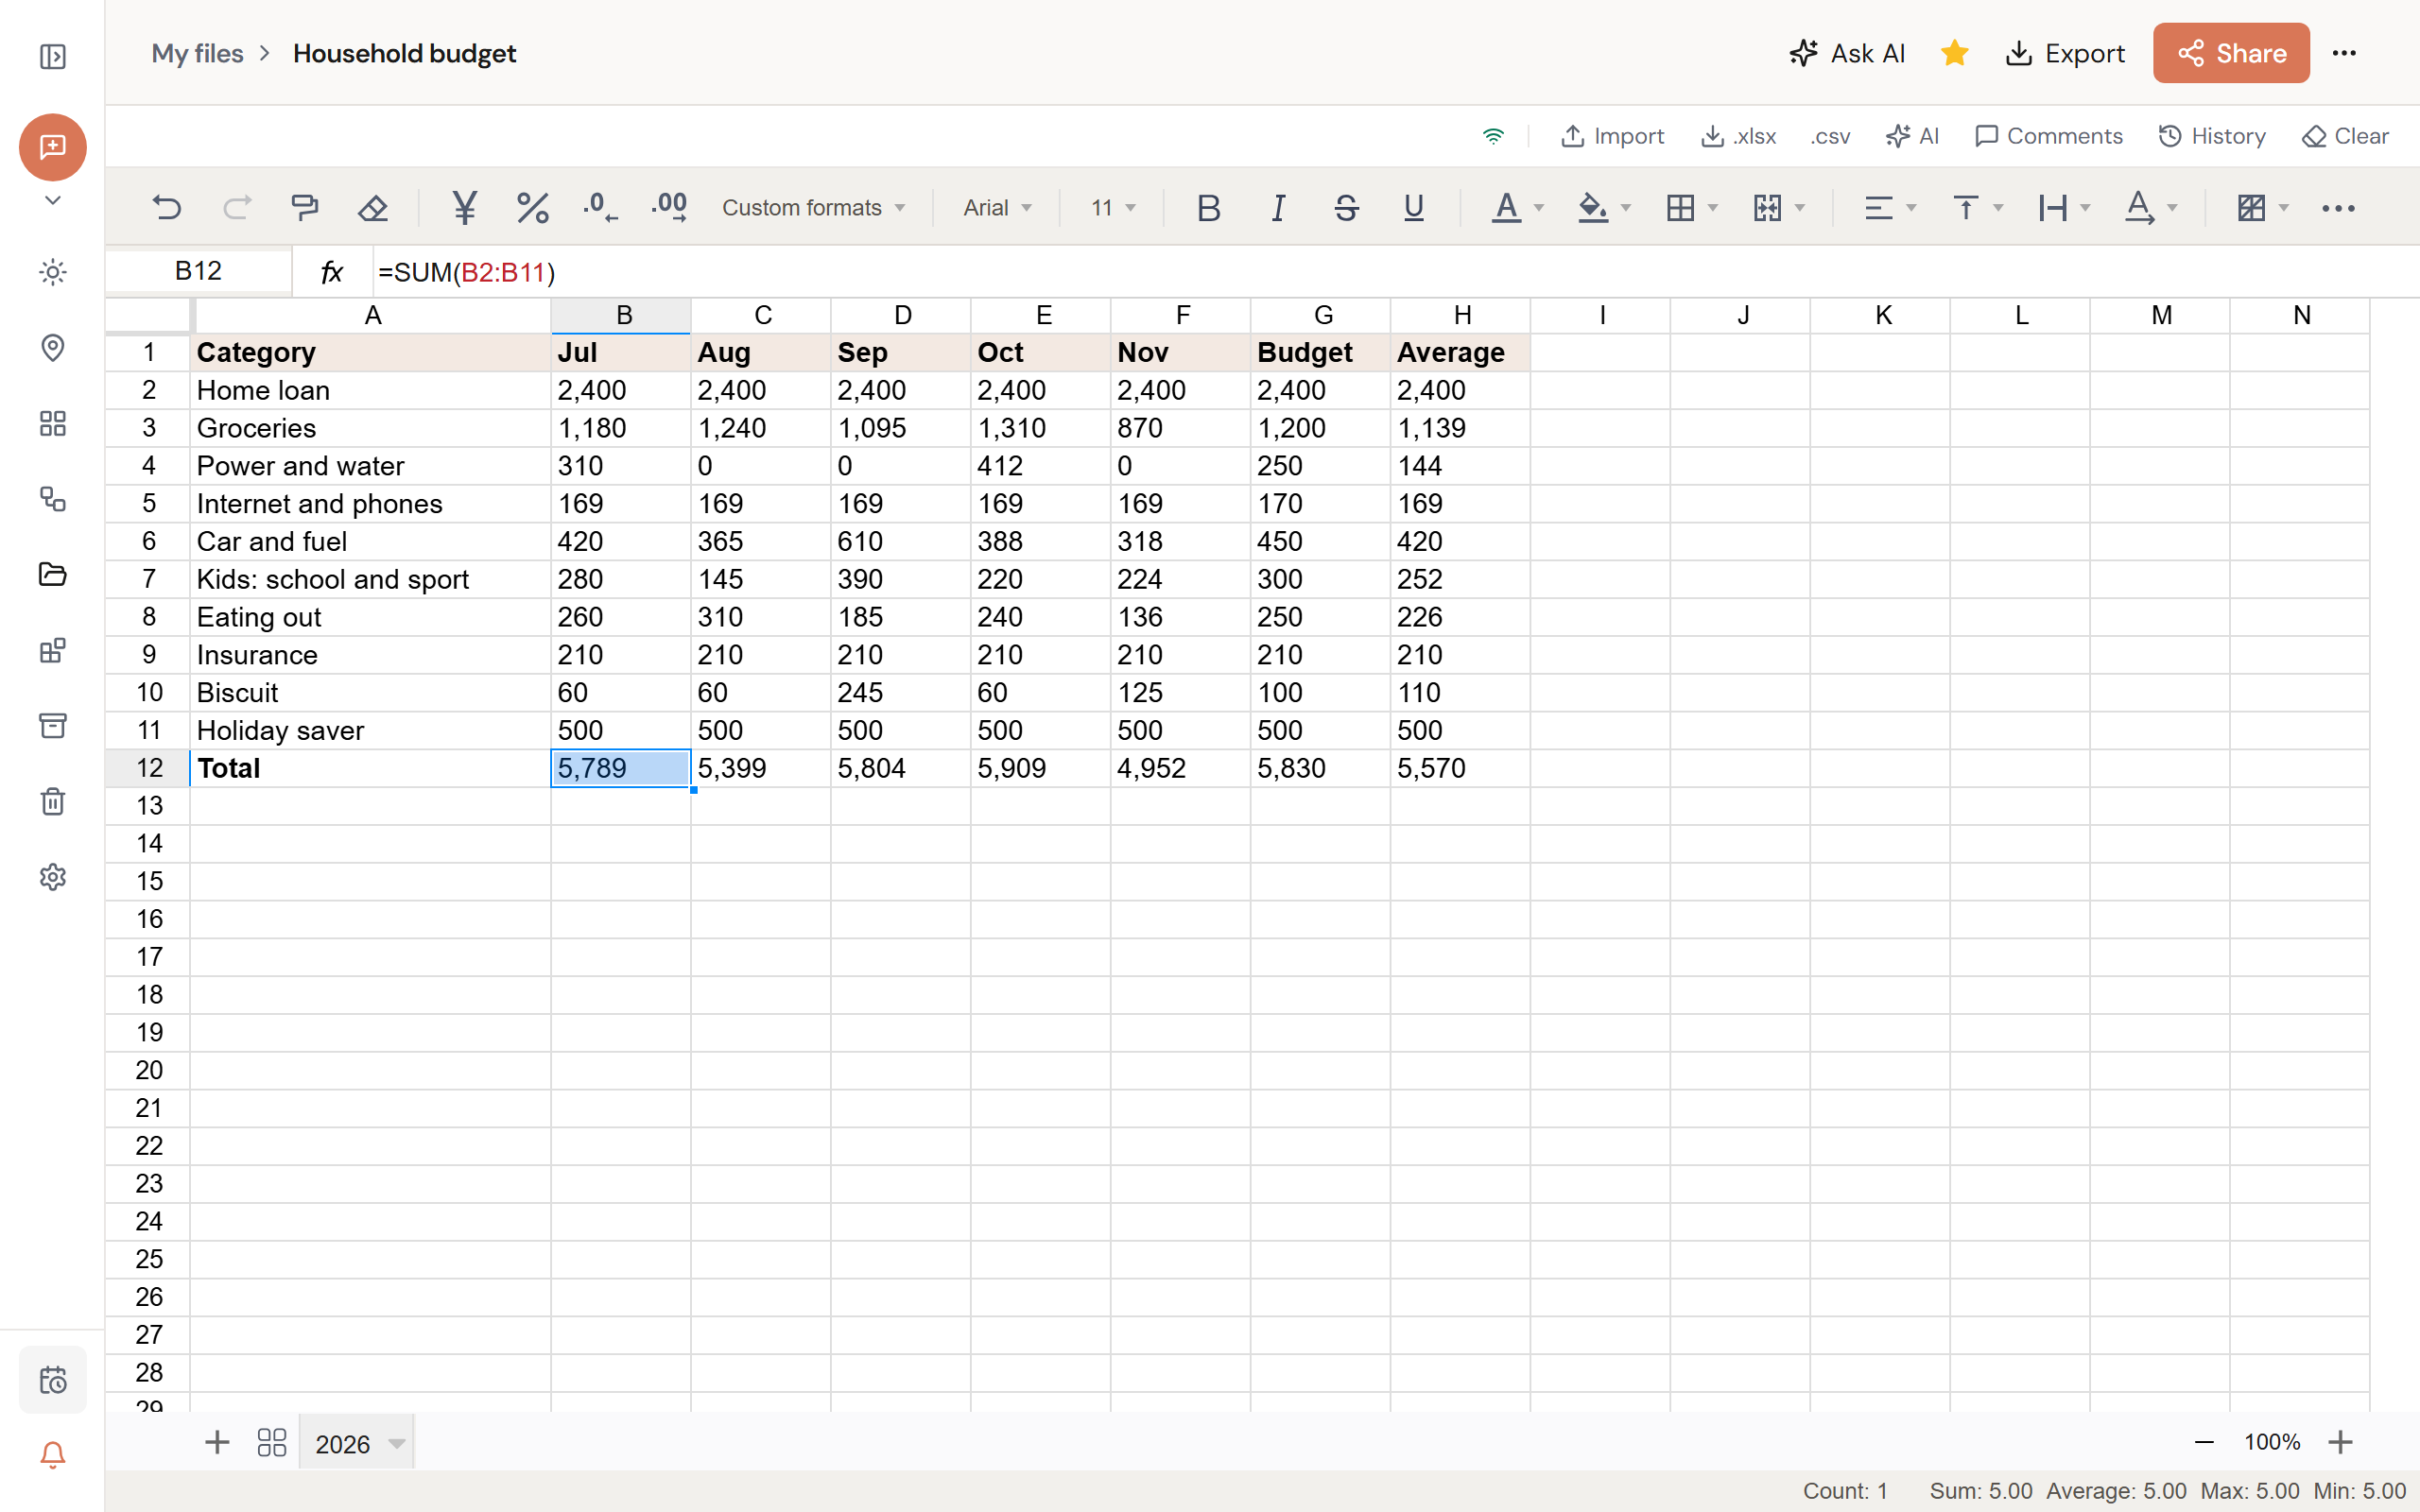 My files > Household budget
Ask AI Export Share
Import .xlsx .csv AI Comments History Clear
¥ % .0 .00 Custom formats Arial 11 B I S U A A
B12 fx =SUM(B2:B11)
A B C D E F G H I J K L M N
1 Category Jul Aug Sep Oct Nov Budget Average
2 Home loan 2,400 2,400 2,400 2,400 2,400 2,400 2,400
3 Groceries 1,180 1,240 1,095 1,310 870 1,200 1,139
4 Power and water 310 0 0 412 0 250 144
5 Internet and phones 169 169 169 169 169 170 169
6 Car and fuel 420 365 610 388 318 450 420
7 Kids: school and sport 280 145 390 220 224 300 252
8 Eating out 260 310 185 240 136 250 226
9 Insurance 210 210 210 210 210 210 210
10 Biscuit 60 60 245 60 125 100 110
11 Holiday saver 500 500 500 500 500 500 500
12 Total 5,789 5,399 5,804 5,909 4,952 5,830 5,570
13
14
15
16
17
18
19
20
21
22
23
24
25
26
27
28
29
2026 100%
Count: 1 Sum: 5.00 Average: 5.00 Max: 5.00 Min: 5.00